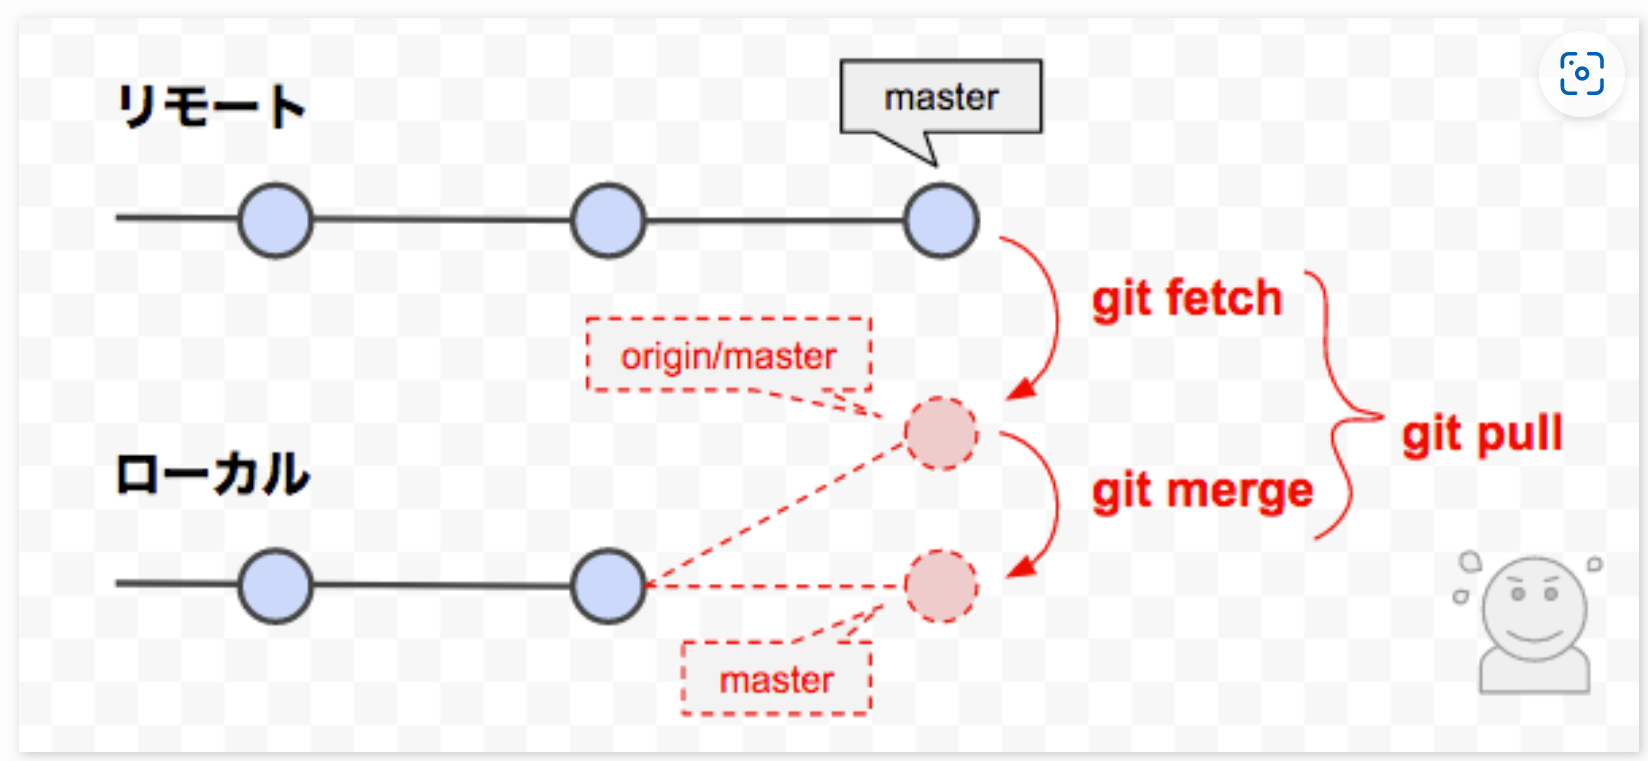 リモート
master
git fetch
origin/master
git pull
ローカル
git merge
master